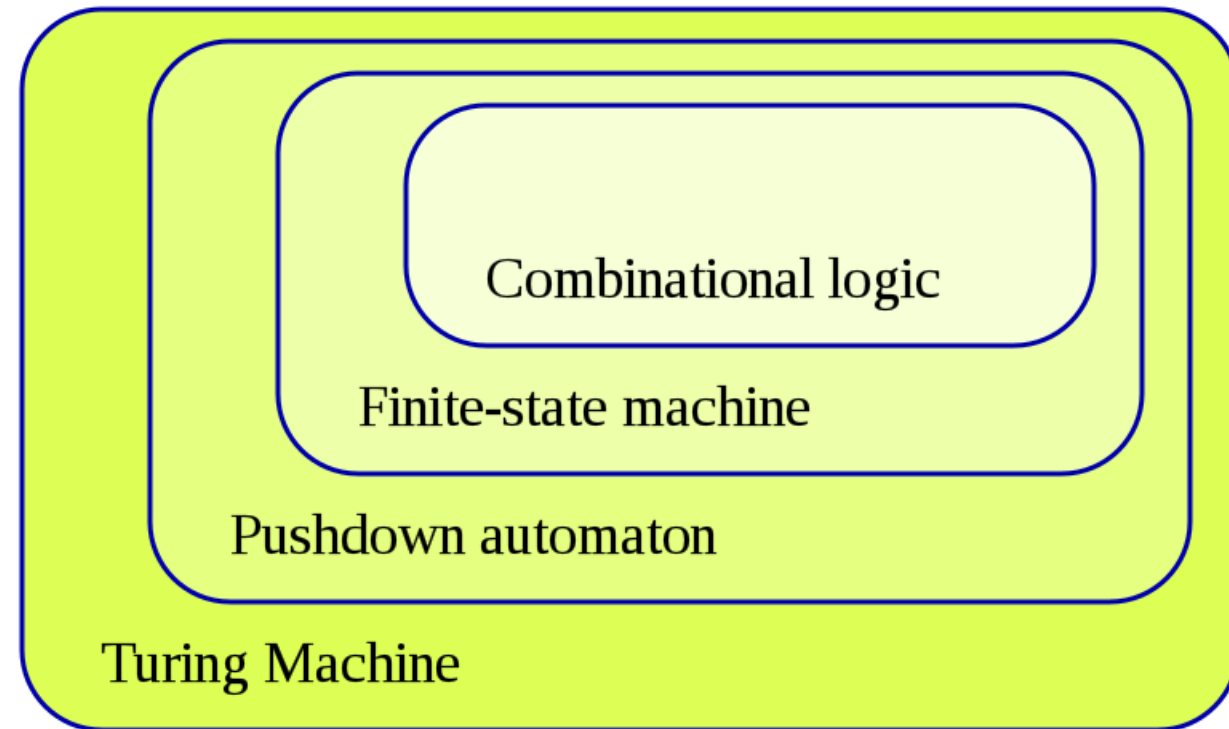 Combinational logic
Finite-state machine
Pushdown automaton
Turing Machine